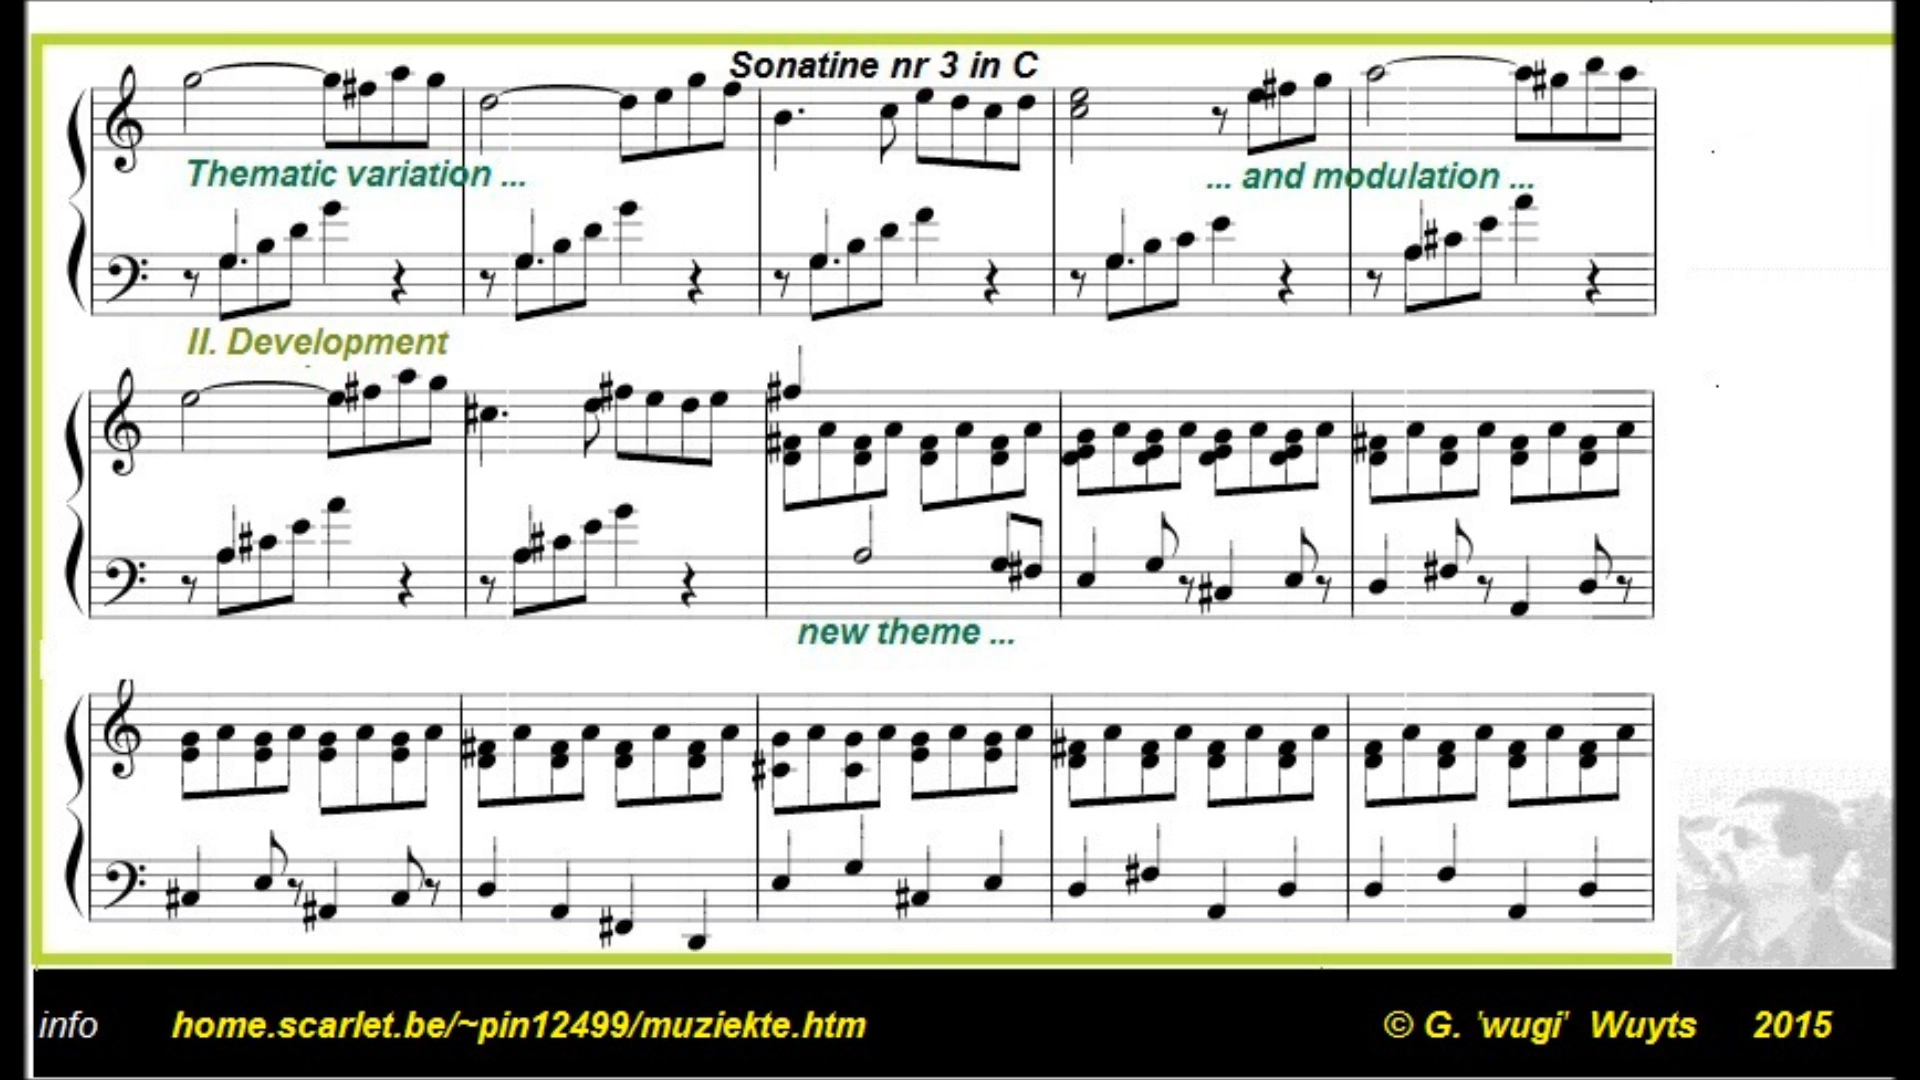 Sonatine nr 3 in C
Thematic variation ...
... and modulation ...
II. Development
new theme ...
info home.scarlet.be/~pin12499/muziekte.htm © G. 'wugi' Wuyts 2015